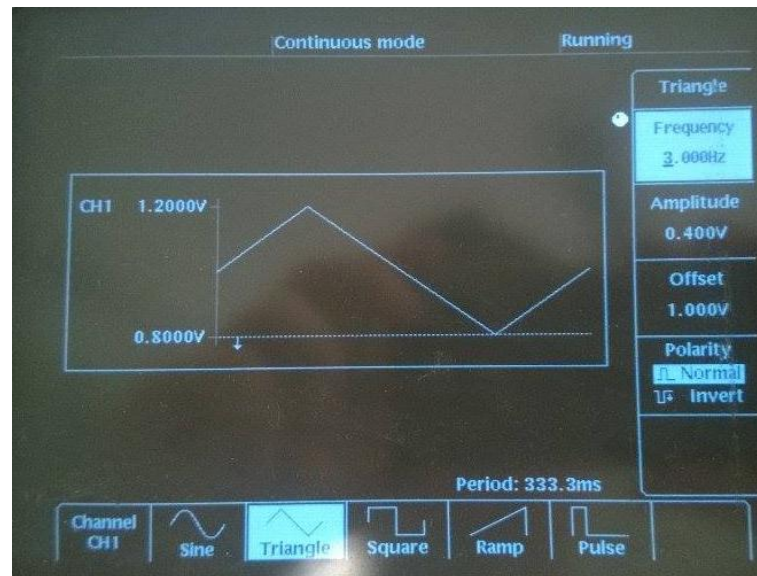 Continuous mode Running
Triangle
Frequency
3.000Hz
CH1 1.2000V
Amplitude
0.400V
Offset
1.000V
0.8000V
Polarity
Normal
Invert
Period: 333.3ms
Channel
CH1
Sine
Triangle
Square
Ramp
Pulse